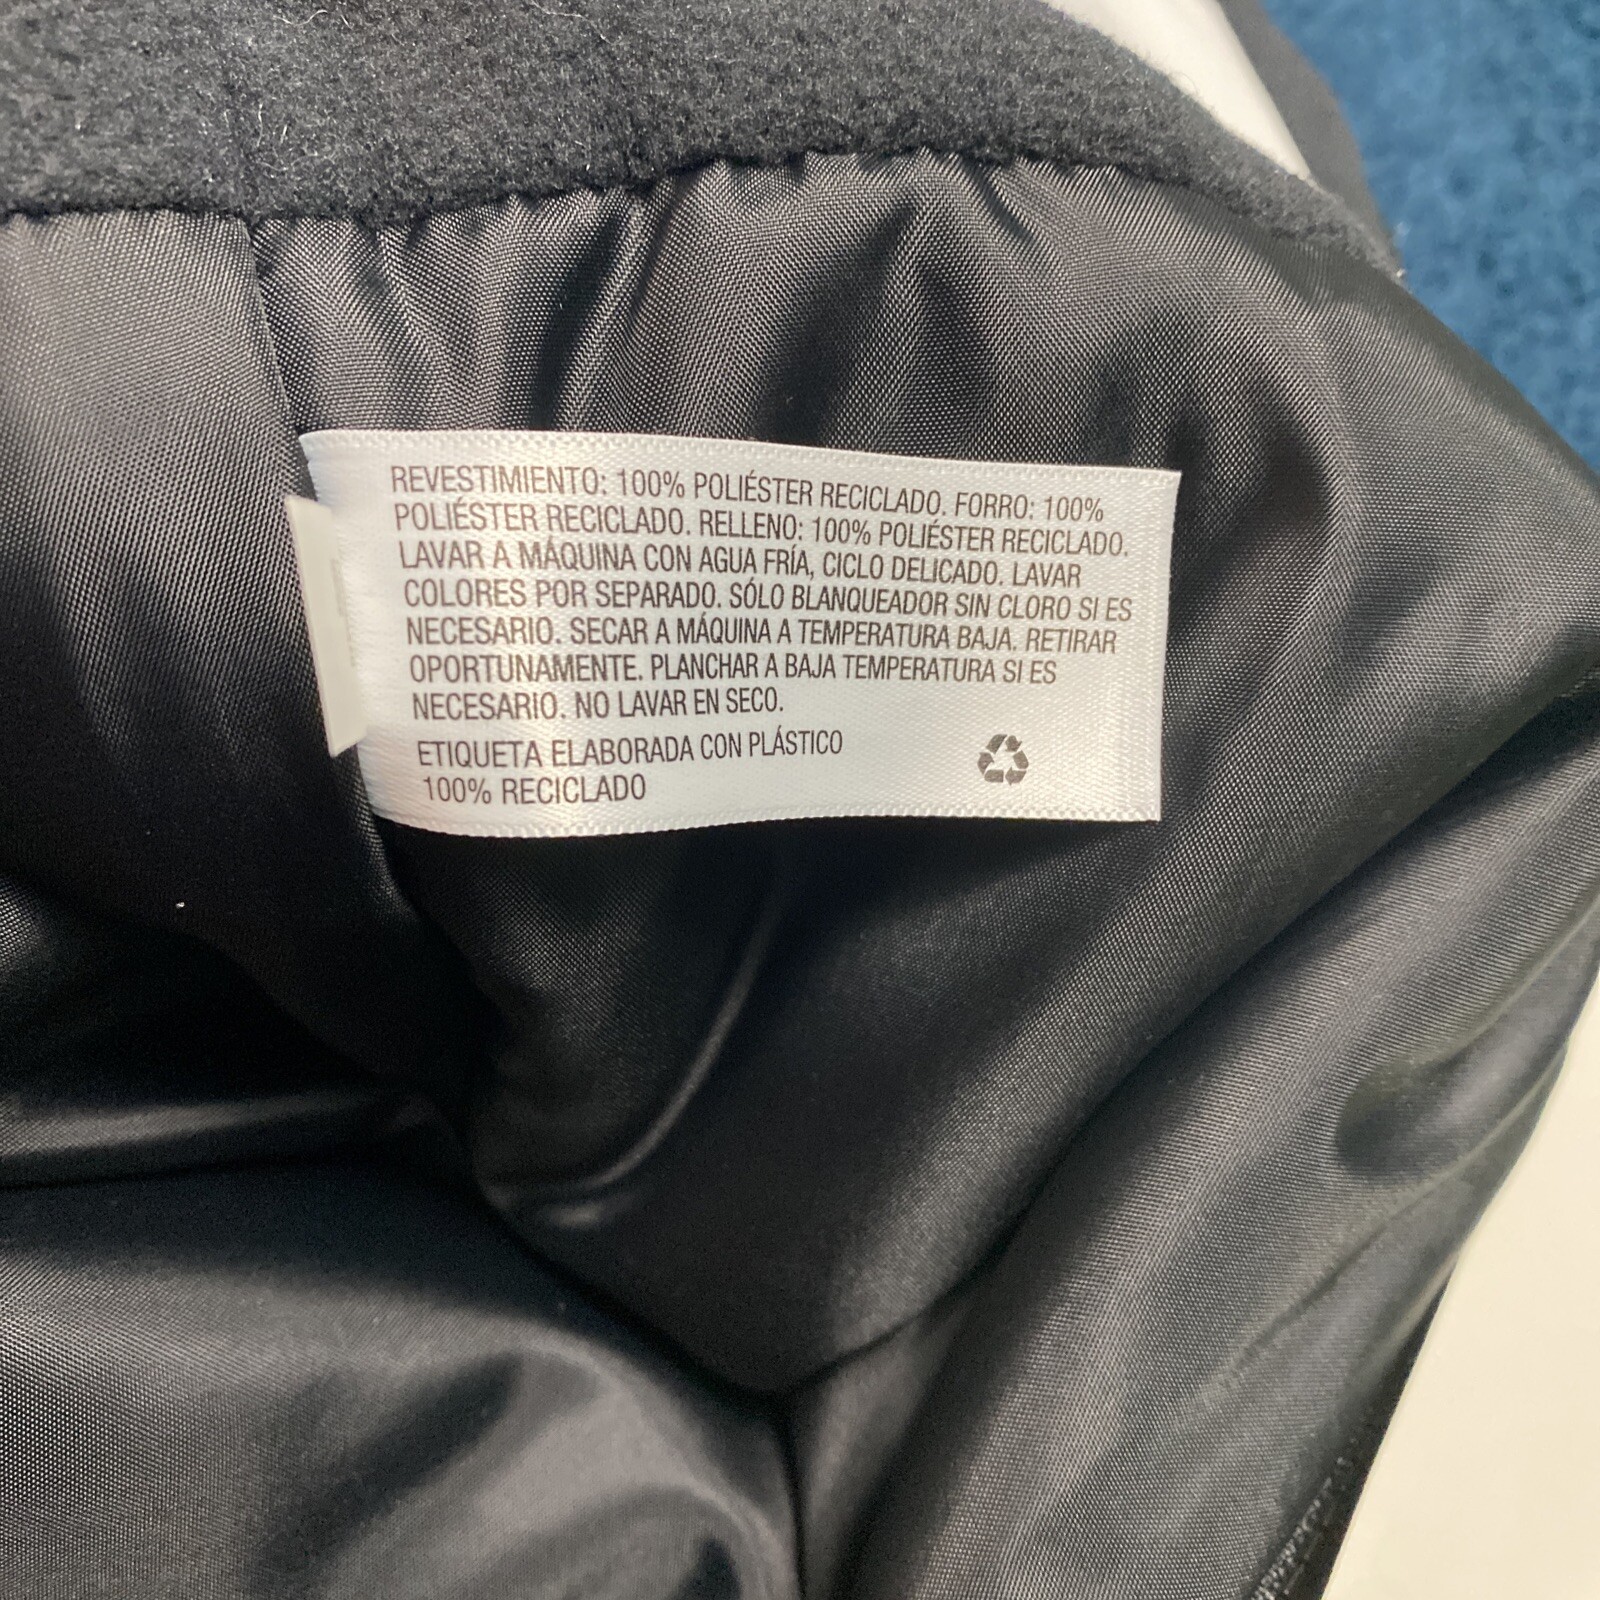 REVESTIMIENTO: 100% POLIÉSTER RECICLADO. FORRO: 100%
POLIÉSTER RECICLADO. RELLENO: 100% POLIÉSTER RECICLADO.
LAVAR A MÁQUINA CON AGUA FRÍA, CICLO DELICADO. LAVAR
COLORES POR SEPARADO. SÓLO BLANQUEADOR SIN CLORO SI ES
NECESARIO. SECAR A MÁQUINA A TEMPERATURA BAJA. RETIRAR
OPORTUNAMENTE. PLANCHAR A BAJA TEMPERATURA SI ES
NECESARIO. NO LAVAR EN SECO.
ETIQUETA ELABORADA CON PLÁSTICO
100% RECICLADO